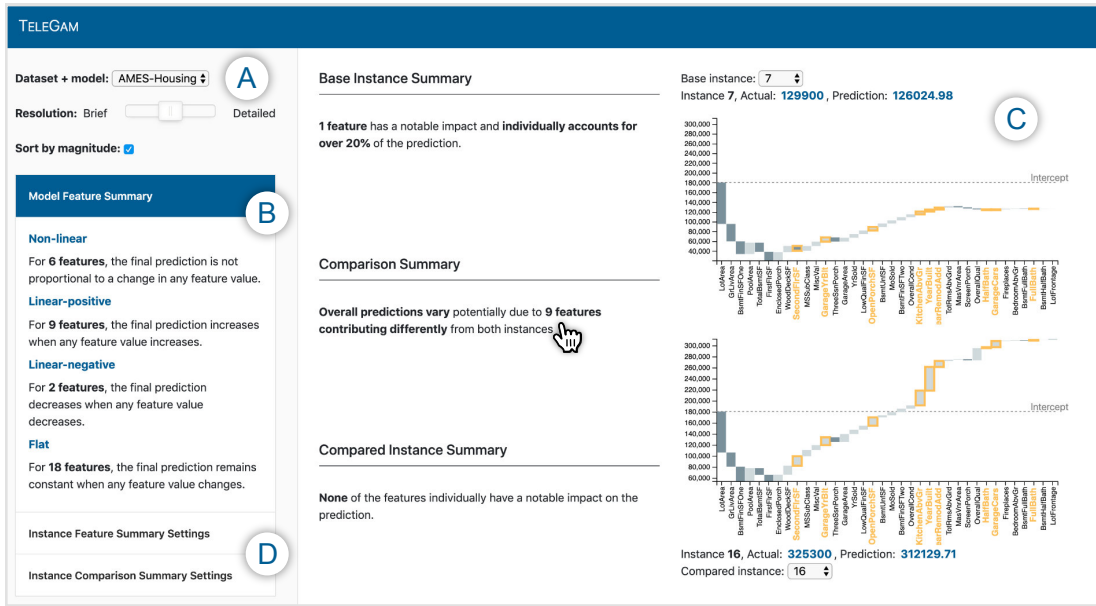 TELEGAM
Dataset + model: AMES-Housing
A
Resolution: Brief Detailed
Sort by magnitude:
Model Feature Summary
B
Non-linear
For 6 features, the final prediction is not
proportional to a change in any feature value.
Linear-positive
For 9 features, the final prediction increases
when any feature value increases.
Linear-negative
For 2 features, the final prediction
decreases when any feature value
decreases.
Flat
For 18 features, the final prediction remains
constant when any feature value changes.
Instance Feature Summary Settings
D
Instance Comparison Summary Settings
Base Instance Summary
1 feature has a notable impact and individually accounts for
over 20% of the prediction.
Comparison Summary
Overall predictions vary potentially due to 9 features
contributing differently from both instances
Compared Instance Summary
None of the features individually have a notable impact on the
prediction.
Base instance: 7
Instance 7, Actual: 129900 , Prediction: 126024.98
C
300,000
280,000
260,000
240,000
220,000
200,000
180,000
160,000
140,000
120,000
100,000
80,000
60,000
40,000
Intercept
LotArea
GrLivArea
BsmtFinSFOne
PoolArea
TotalBsmtSF
FirstFlrSF
EnclosedPorch
WoodDeckSF
SecondFlrSF
MSSubClass
MiscVal
GarageYrBlt
ThreeSsnPorch
GarageArea
YrSold
LowQualFinSF
OpenPorchSF
BsmtUnfSF
MoSold
BsmtFinSFTwo
OverallCond
KitchenAbvGr
YearBuilt
earRemodAdd
TotRmsAbvGrd
MasVnrArea
ScreenPorch
OverallQual
HalfBath
GarageCars
Fireplaces
BedroomAbvGr
BsmtFullBath
FullBath
BsmtHalfBath
LotFrontage
300,000
280,000
260,000
240,000
220,000
200,000
180,000
160,000
140,000
120,000
100,000
80,000
60,000
Intercept
LotArea
GrLivArea
BsmtFinSFOne
PoolArea
TotalBsmtSF
FirstFlrSF
EnclosedPorch
WoodDeckSF
SecondFlrSF
MSSubClass
MiscVal
GarageYrBlt
ThreeSsnPorch
GarageArea
YrSold
LowQualFinSF
OpenPorchSF
BsmtUnfSF
MoSold
BsmtFinSFTwo
OverallCond
KitchenAbvGr
YearBuilt
earRemodAdd
TotRmsAbvGrd
MasVnrArea
ScreenPorch
OverallQual
HalfBath
GarageCars
Fireplaces
BedroomAbvGr
BsmtFullBath
FullBath
BsmtHalfBath
LotFrontage
Instance 16, Actual: 325300 , Prediction: 312129.71
Compared instance: 16